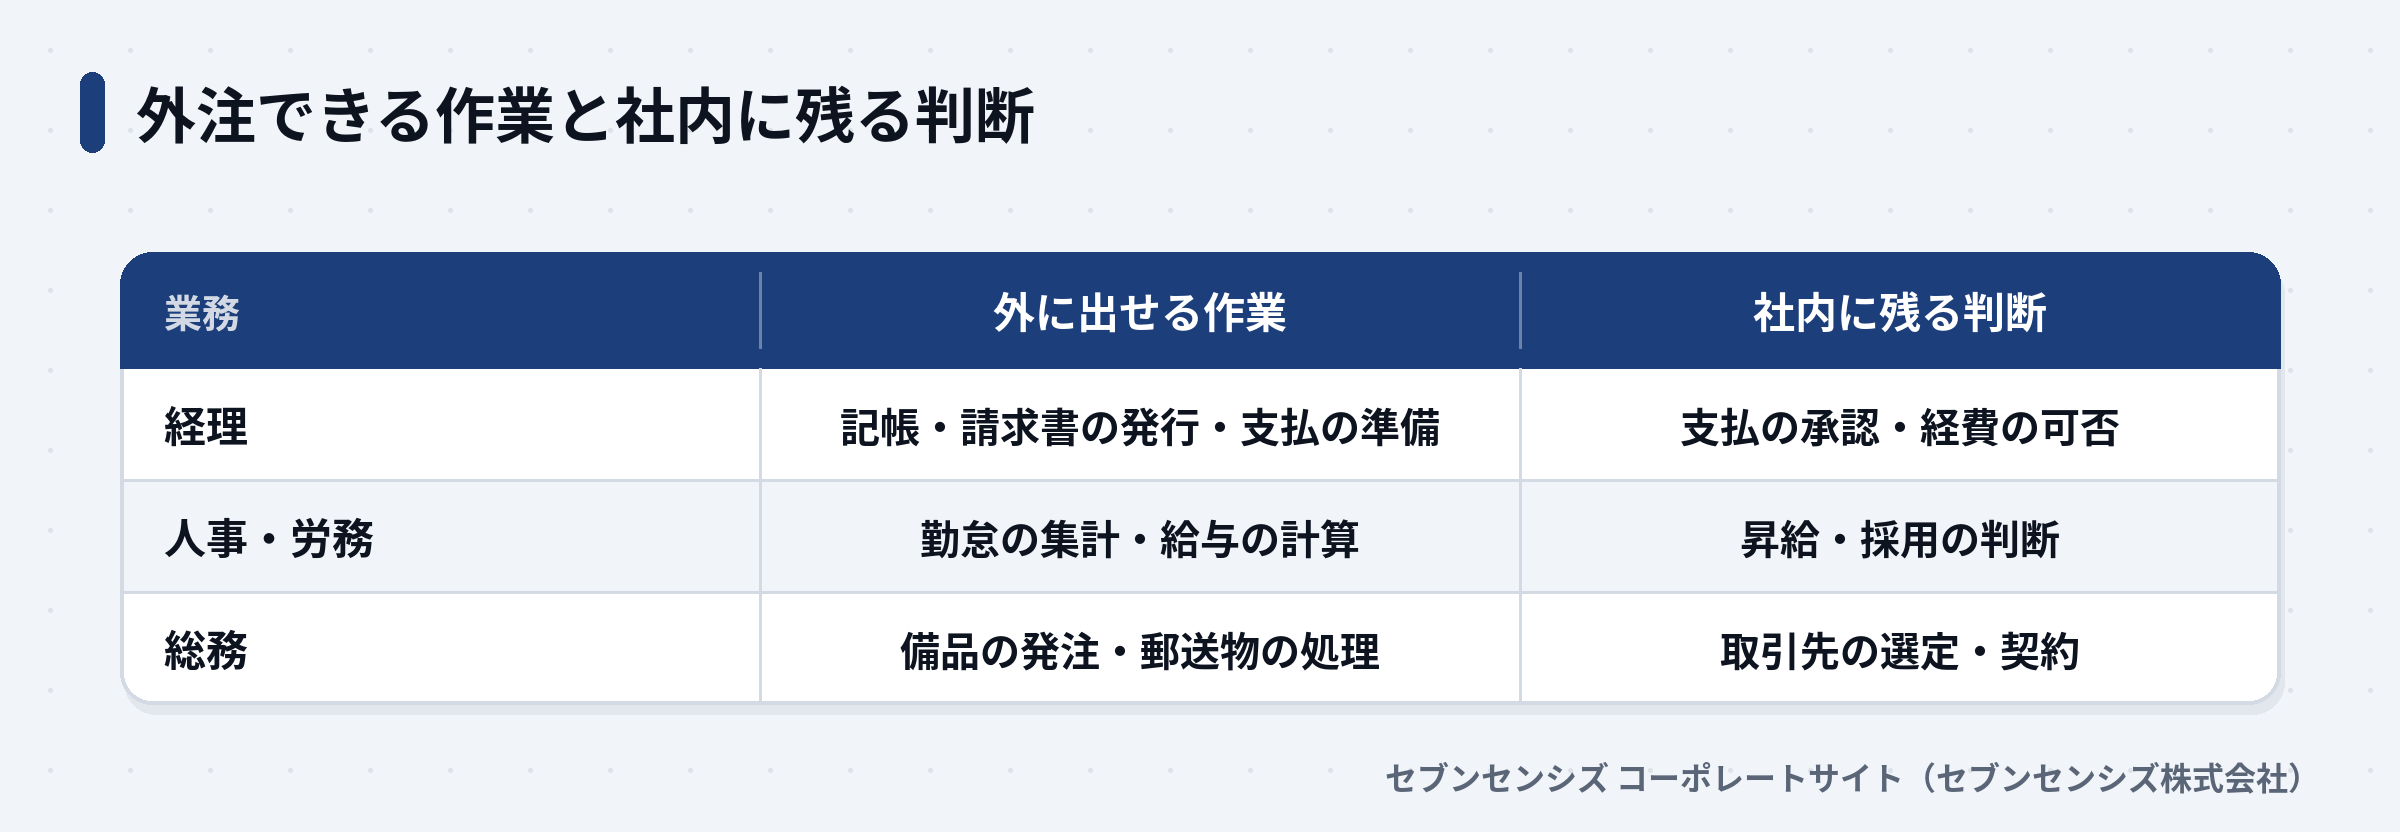 外注できる作業と社内に残る判断
業務 外に出せる作業 社内に残る判断
経理 記帳・請求書の発行・支払の準備 支払の承認・経費の可否
人事・労務 勤怠の集計・給与の計算 昇給・採用の判断
総務 備品の発注・郵送物の処理 取引先の選定・契約
セブンセンシズ コーポレートサイト（セブンセンシズ株式会社）